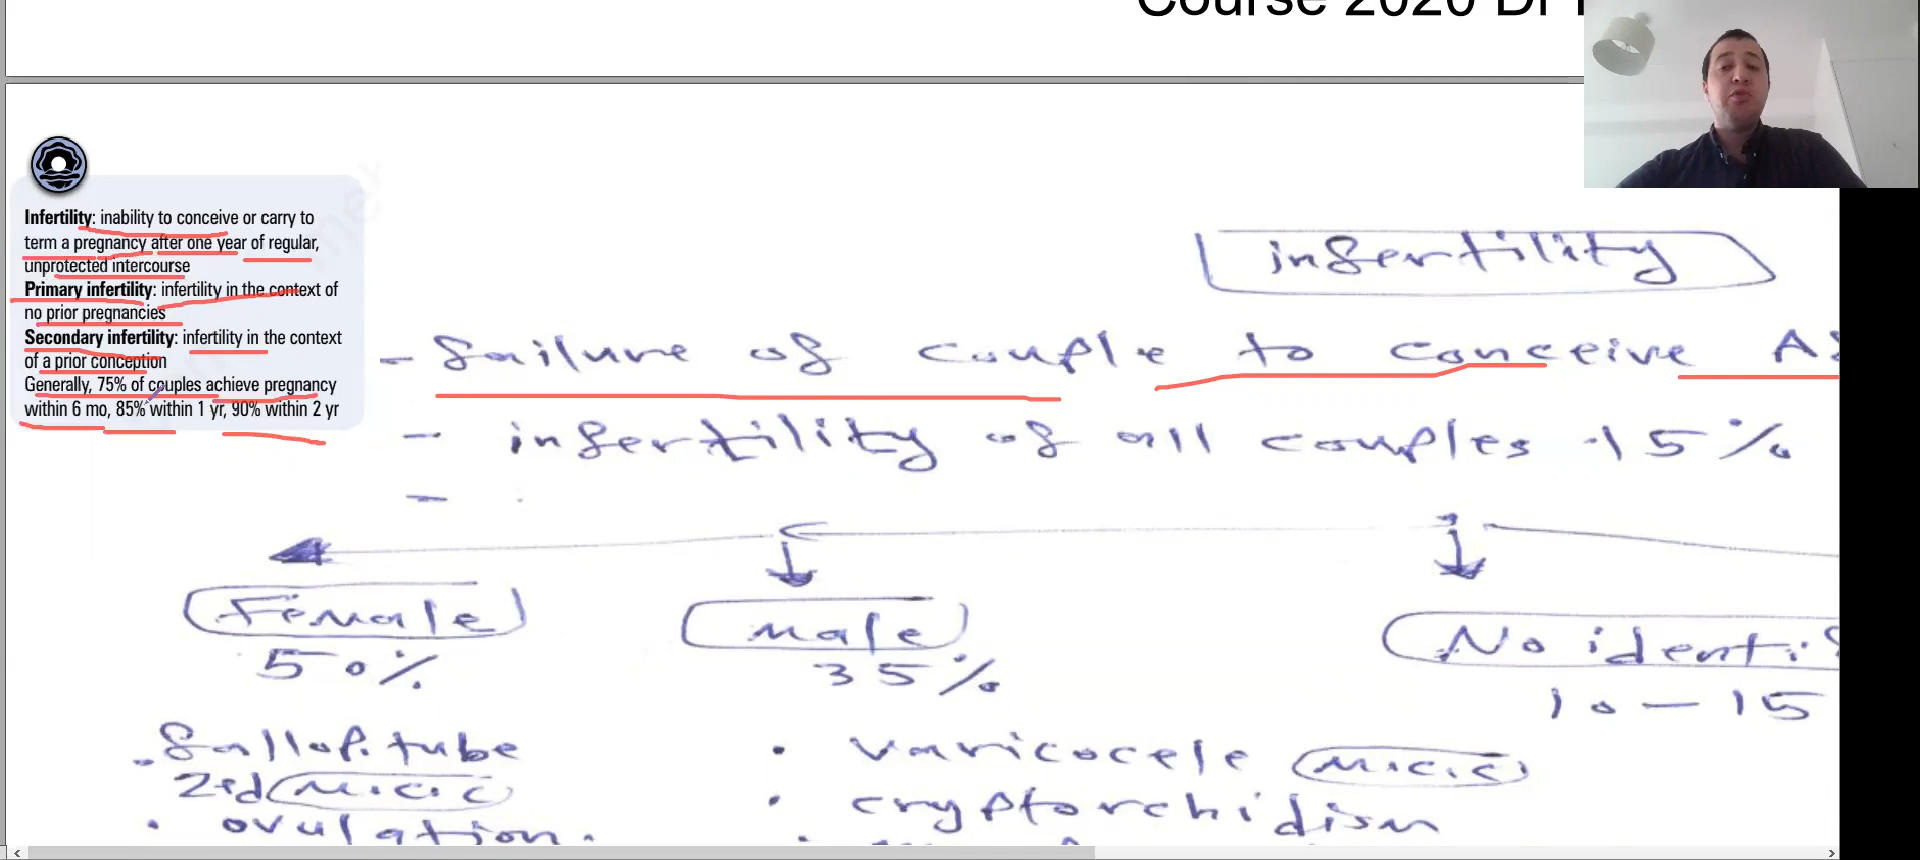 Course 2020 Dr
Infertility: inability to conceive or carry to
term a pregnancy after one year of regular,
unprotected intercourse
Primary infertility: infertility in the context of
no prior pregnancies
Secondary infertility: infertility in the context
of a prior conception
Generally, 75% of couples achieve pregnancy
within 6 mo, 85% within 1 yr, 90% within 2 yr
infertility
- failure of couple to conceive
- infertility of all couples 15%
-
Female
50%
. fallop. tube
2rd M.C.C
. ovulation.
male
35%
• varicocele M.C.C
• cryptorchidism
No identif
10-15